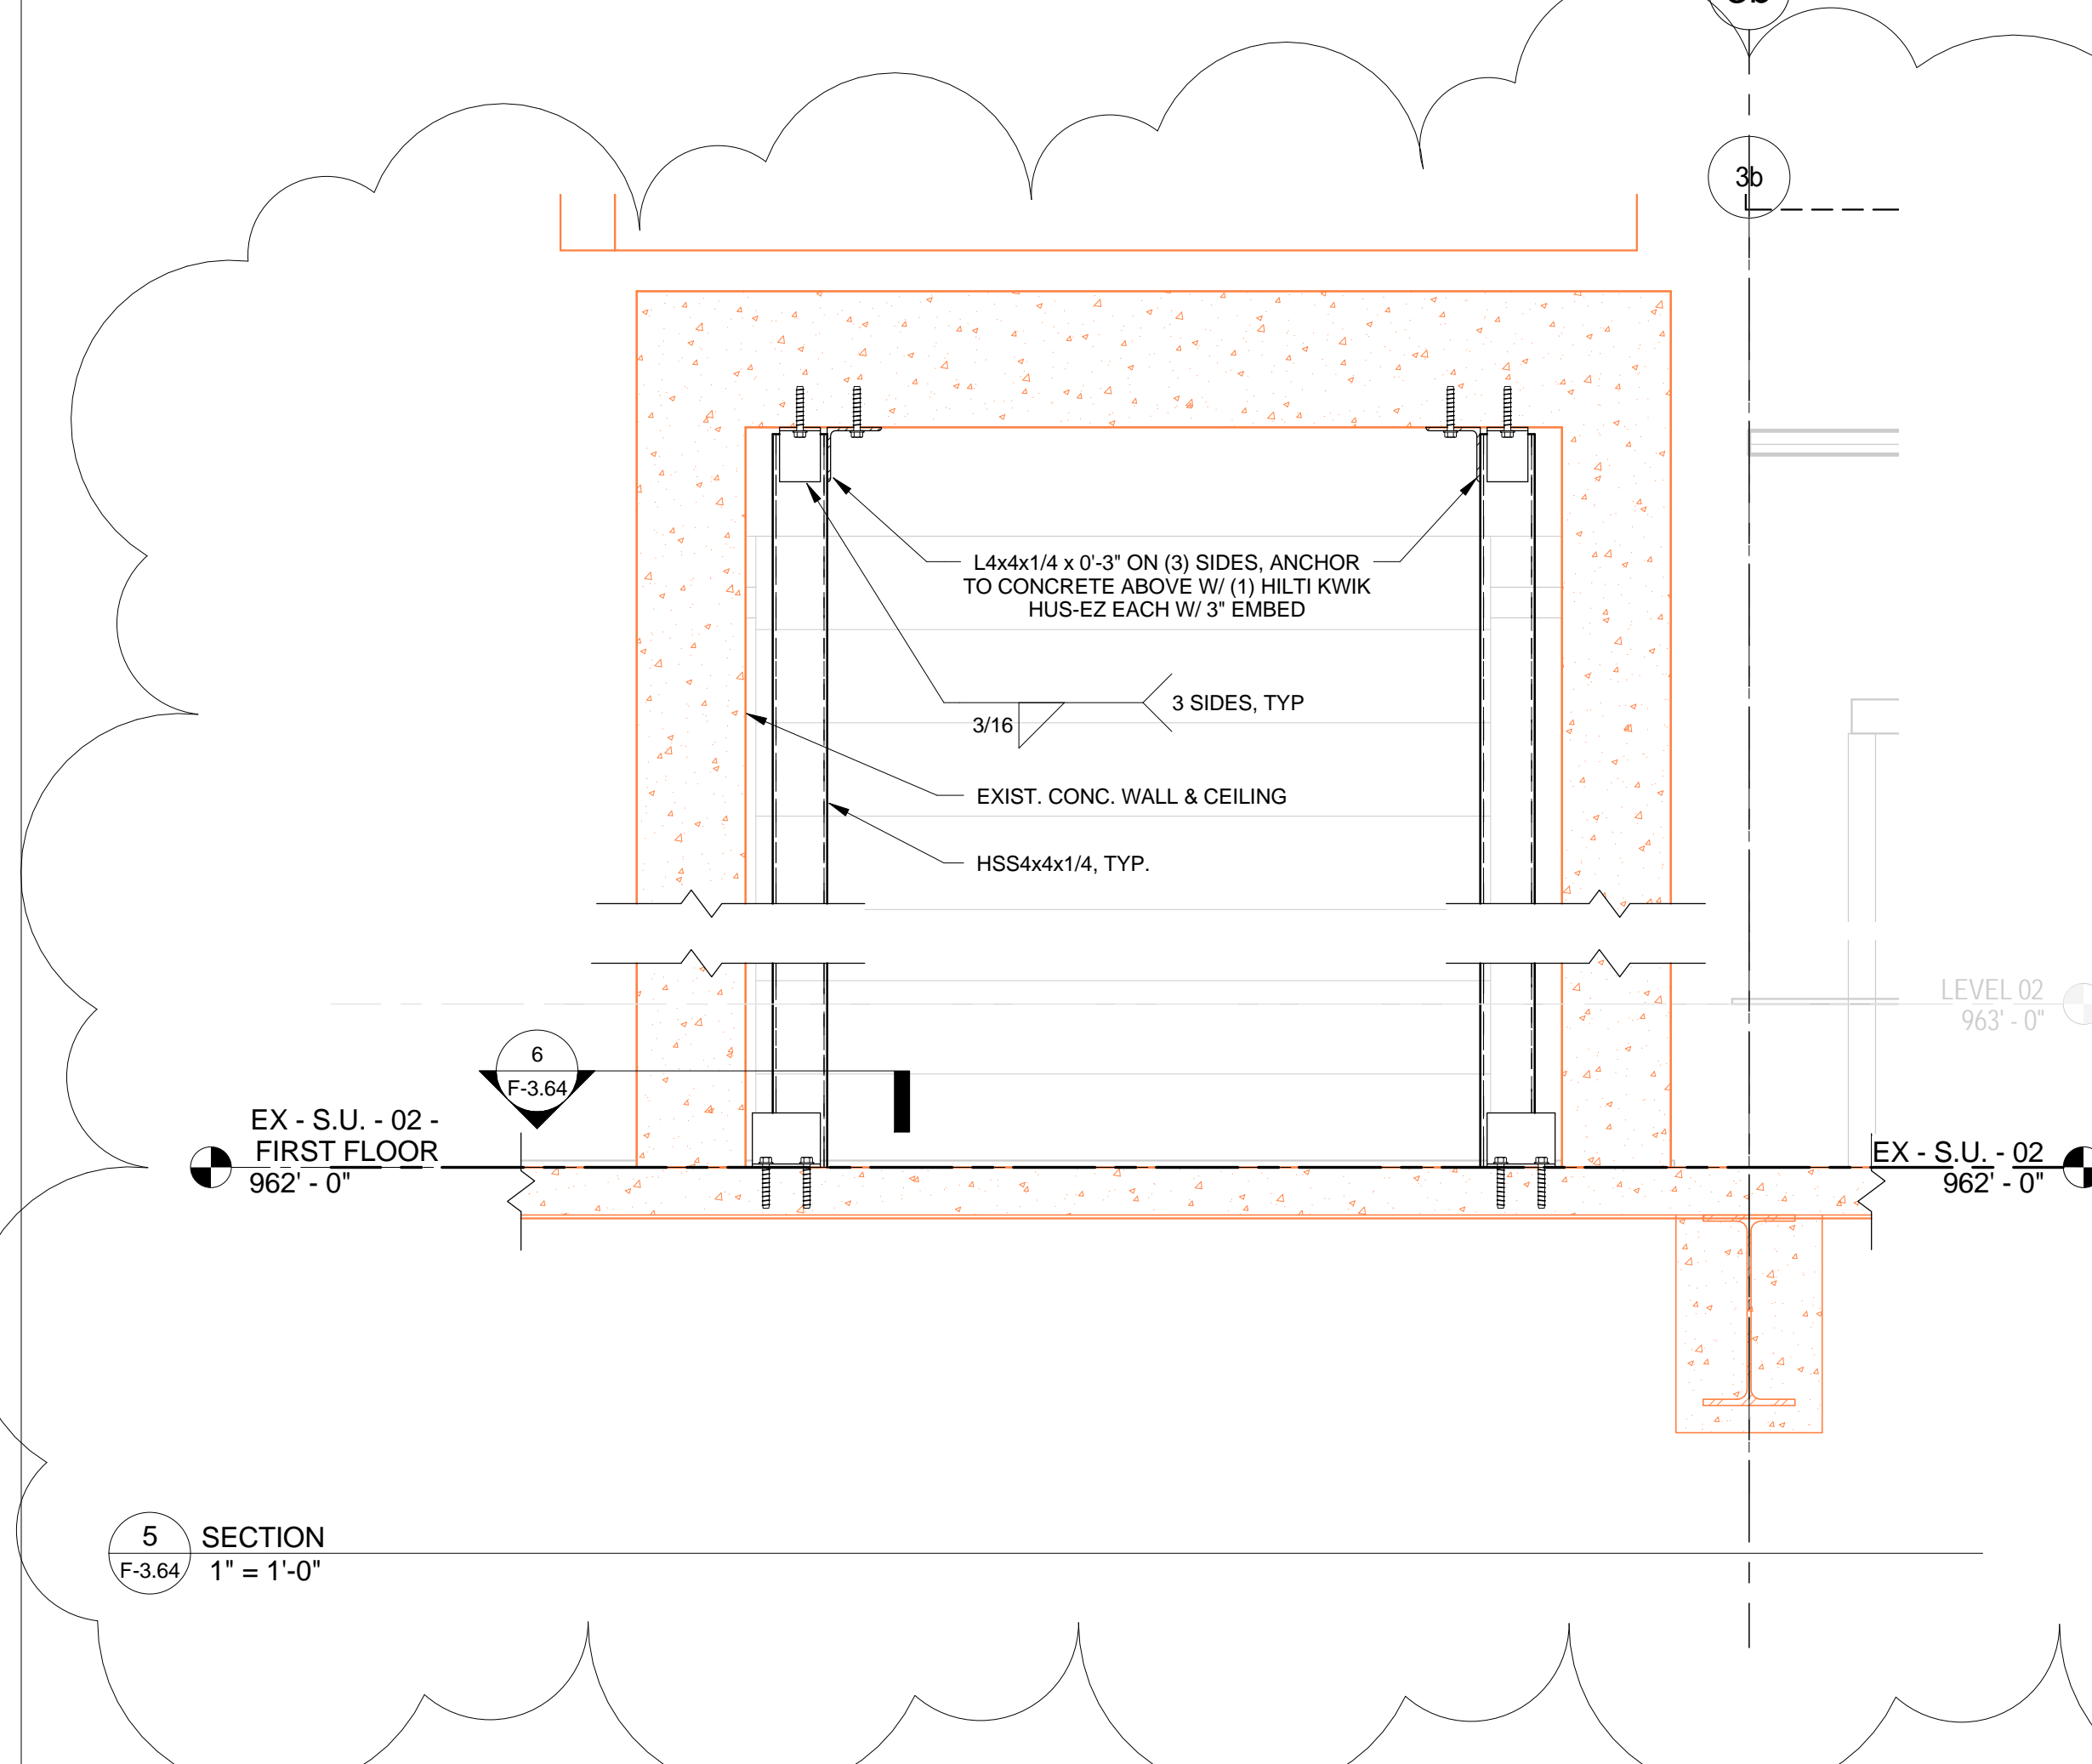 3b
3b
L4x4x1/4 x 0'-3" ON (3) SIDES, ANCHOR
TO CONCRETE ABOVE W/ (1) HILTI KWIK
HUS-EZ EACH W/ 3" EMBED
3 SIDES, TYP
3/16
EXIST. CONC. WALL & CEILING
HSS4x4x1/4, TYP.
LEVEL 02
963' - 0"
6
F-3.64
EX - S.U. - 02 -
FIRST FLOOR
962' - 0"
EX - S.U. - 02
962' - 0"
5
F-3.64
SECTION
1" = 1'-0"